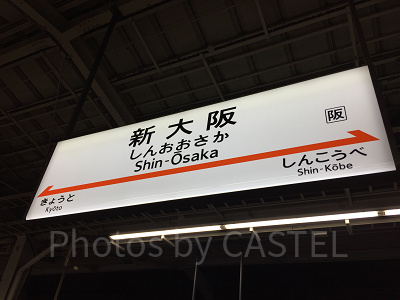 新大阪
しんおおさか
Shin-Ōsaka
阪
きょうと
Kyōto
しんこうべ
Shin-Kōbe
Photos by CASTEL